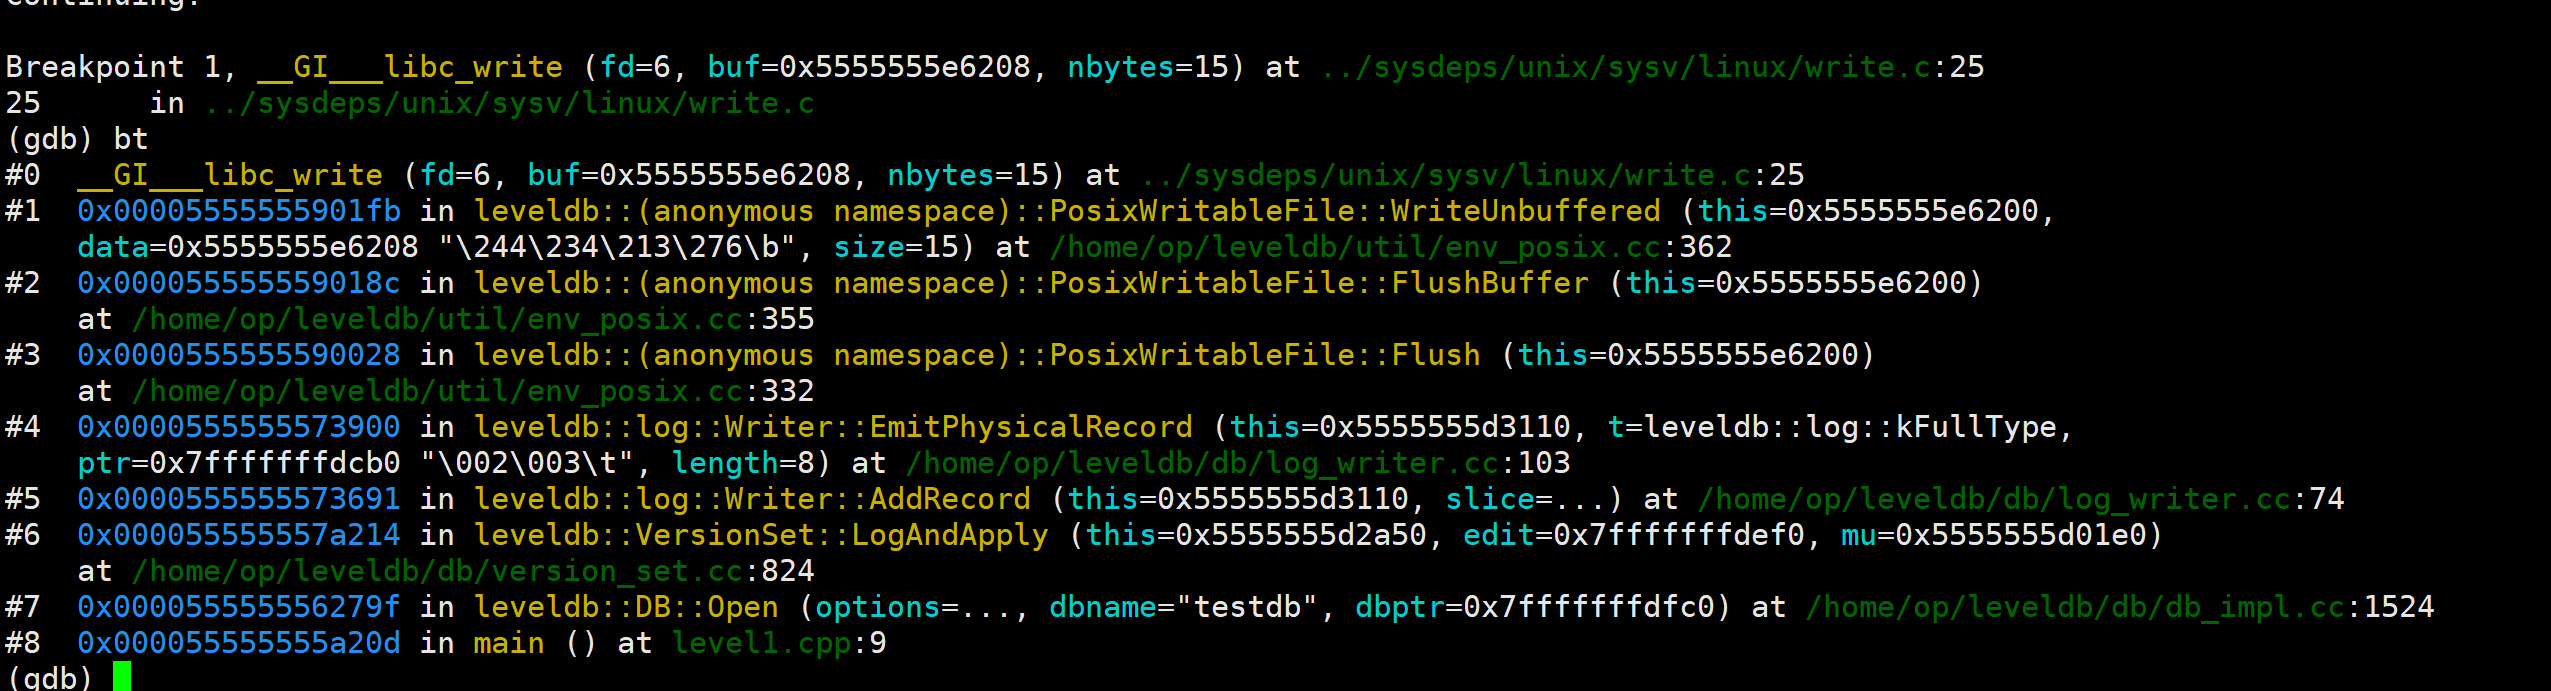 Continuing.
Breakpoint 1, __GI___libc_write (fd=6, buf=0x5555555e6208, nbytes=15) at ../sysdeps/unix/sysv/linux/write.c:25
25      in ../sysdeps/unix/sysv/linux/write.c
(gdb) bt
#0  __GI___libc_write (fd=6, buf=0x5555555e6208, nbytes=15) at ../sysdeps/unix/sysv/linux/write.c:25
#1  0x00005555555901fb in leveldb::(anonymous namespace)::PosixWritableFile::WriteUnbuffered (this=0x5555555e6200,
    data=0x5555555e6208 "\244\234\213\276\b", size=15) at /home/op/leveldb/util/env_posix.cc:362
#2  0x000055555559018c in leveldb::(anonymous namespace)::PosixWritableFile::FlushBuffer (this=0x5555555e6200)
    at /home/op/leveldb/util/env_posix.cc:355
#3  0x0000555555590028 in leveldb::(anonymous namespace)::PosixWritableFile::Flush (this=0x5555555e6200)
    at /home/op/leveldb/util/env_posix.cc:332
#4  0x0000555555573900 in leveldb::log::Writer::EmitPhysicalRecord (this=0x5555555d3110, t=leveldb::log::kFullType,
    ptr=0x7fffffffdcb0 "\002\003\t", length=8) at /home/op/leveldb/db/log_writer.cc:103
#5  0x0000555555573691 in leveldb::log::Writer::AddRecord (this=0x5555555d3110, slice=...) at /home/op/leveldb/db/log_writer.cc:74
#6  0x000055555557a214 in leveldb::VersionSet::LogAndApply (this=0x5555555d2a50, edit=0x7fffffffdef0, mu=0x5555555d01e0)
    at /home/op/leveldb/db/version_set.cc:824
#7  0x000055555556279f in leveldb::DB::Open (options=..., dbname="testdb", dbptr=0x7fffffffdfc0) at /home/op/leveldb/db/db_impl.cc:1524
#8  0x000055555555a20d in main () at level1.cpp:9
(gdb)